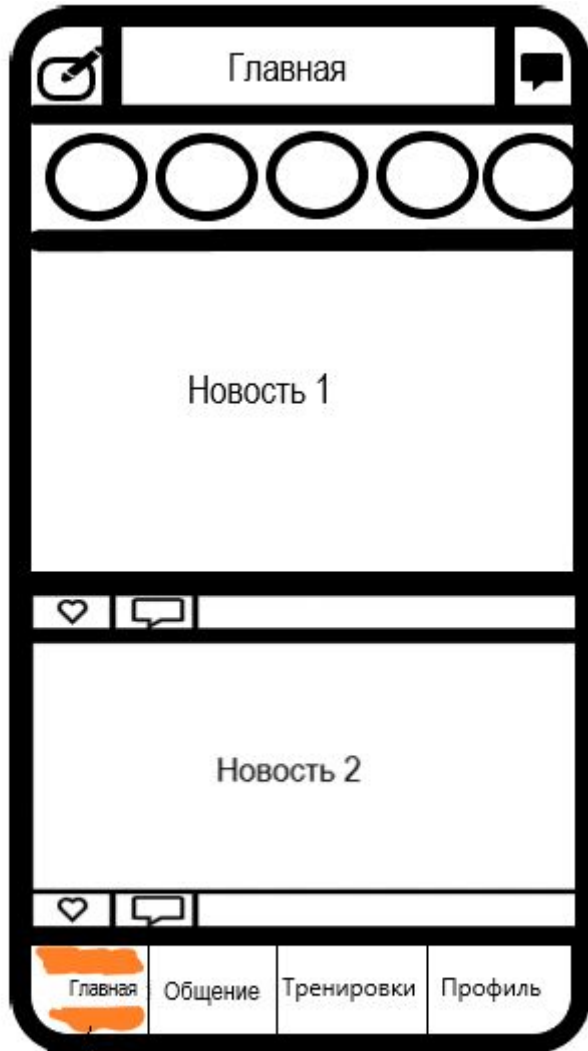 Главная
Новость 1
Новость 2
Главная
Общение
Тренировки
Профиль